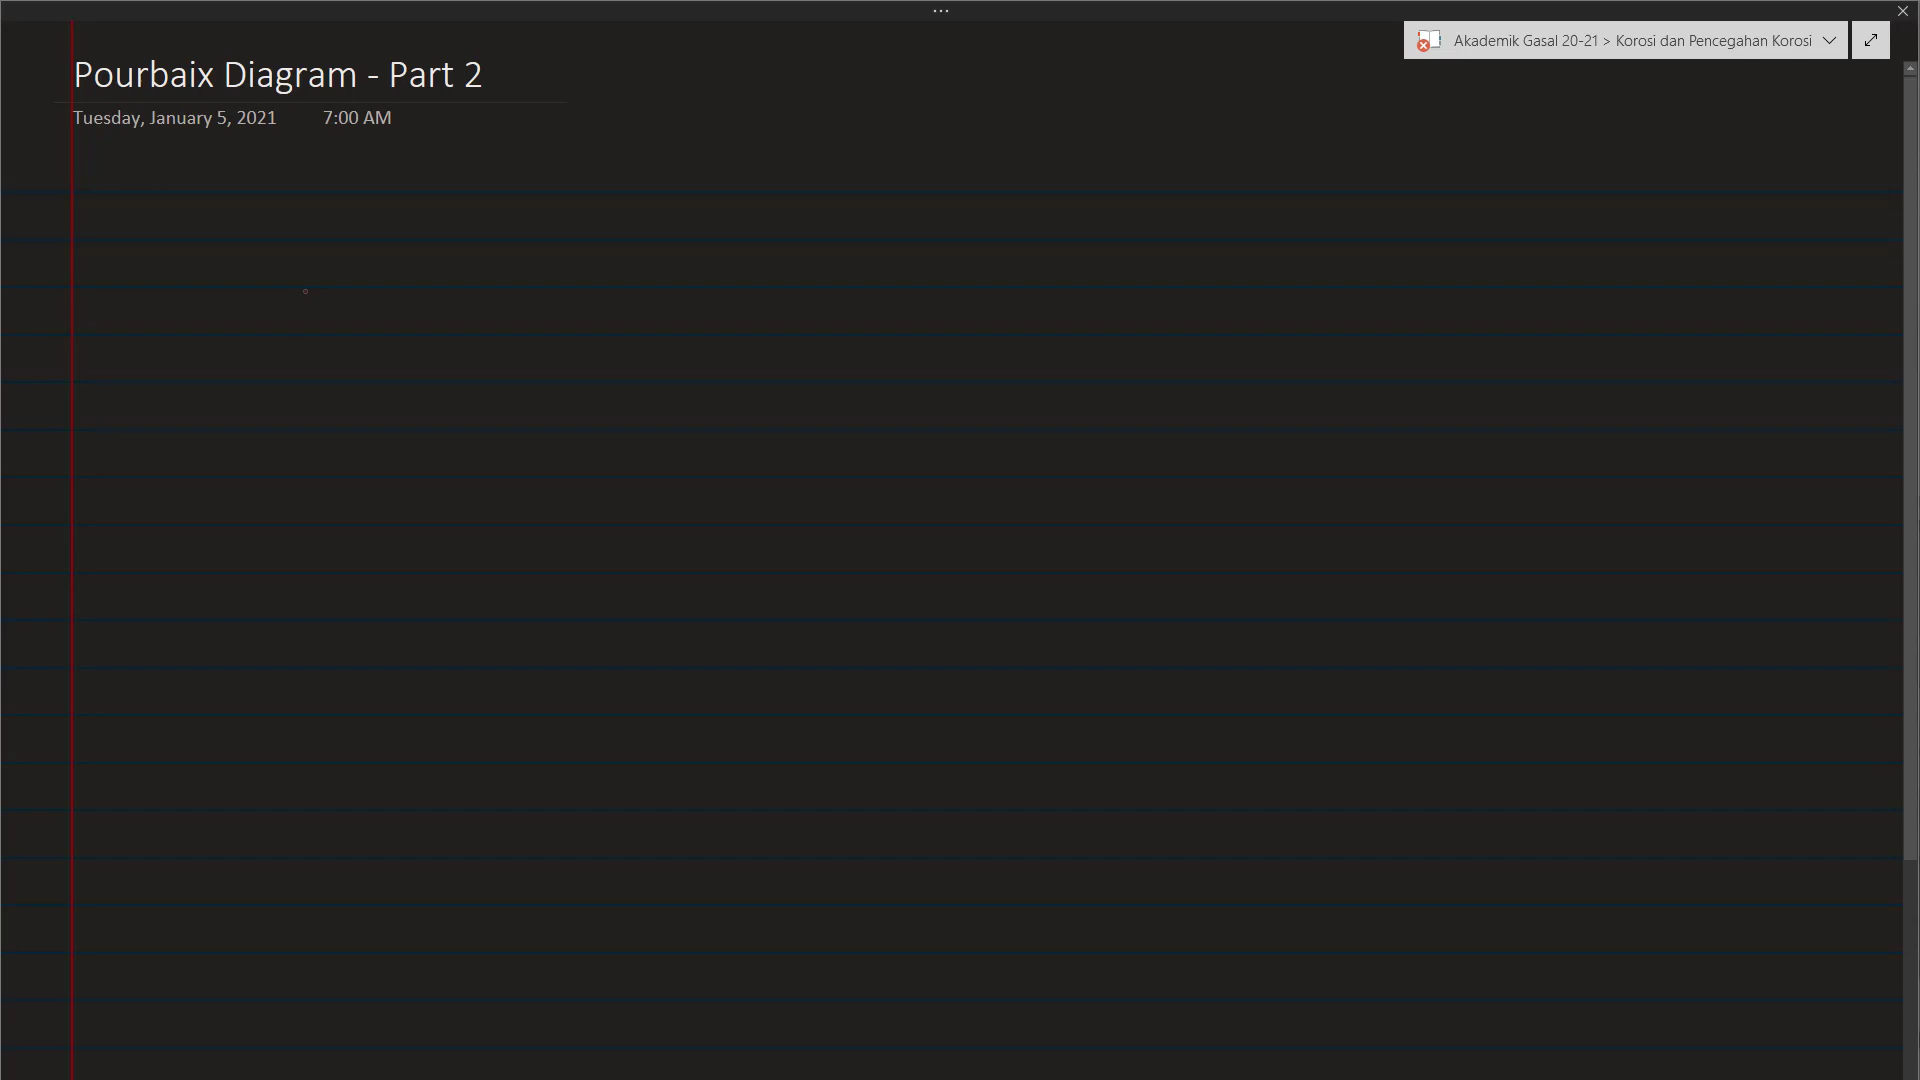 Akademik Gasal 20-21 > Korosi dan Pencegahan Korosi
Pourbaix Diagram - Part 2
Tuesday, January 5, 2021 7:00 AM